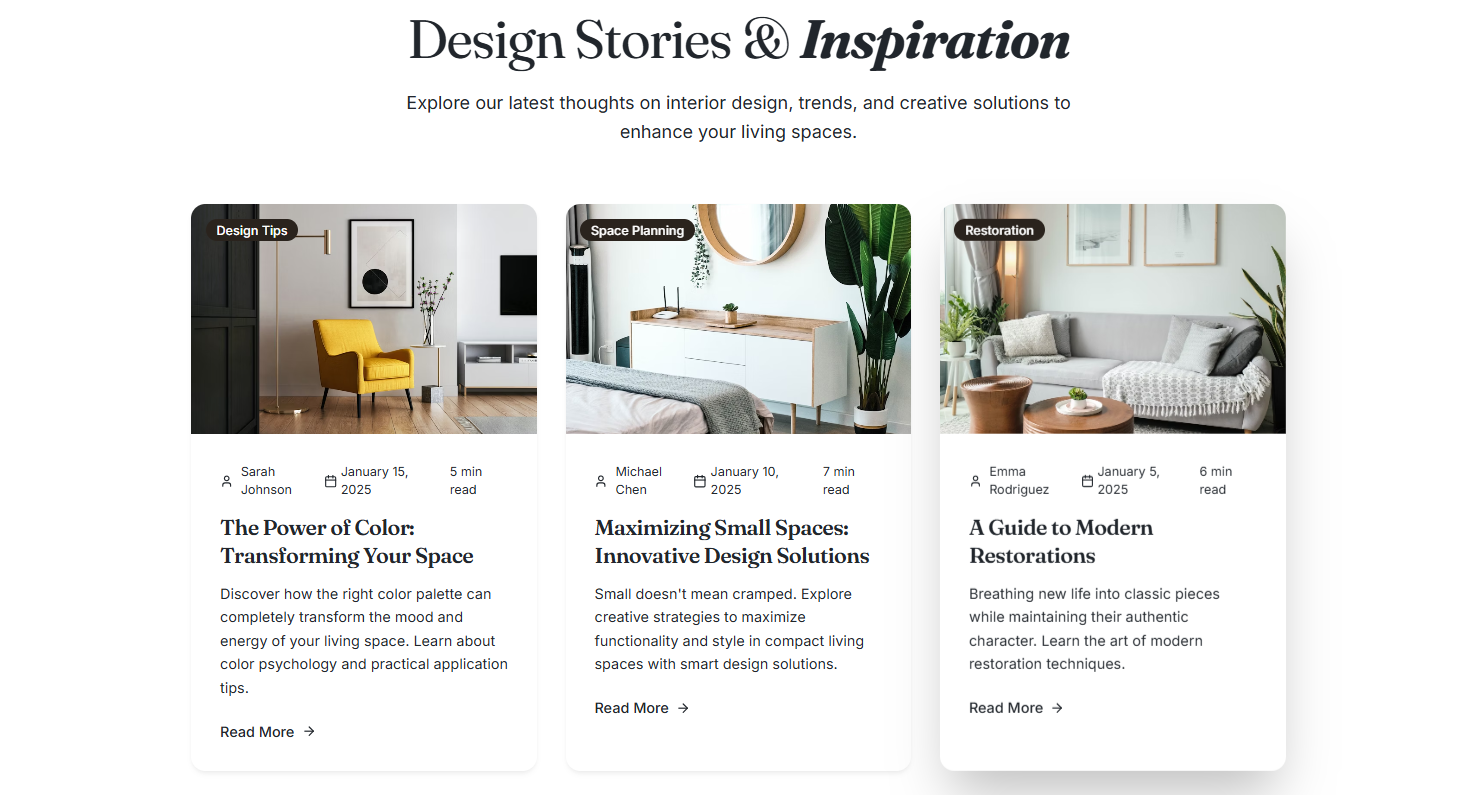 Design Stories & Inspiration
Explore our latest thoughts on interior design, trends, and creative solutions to
enhance your living spaces.
Design Tips
Sarah
Johnson
January 15,
2025
5 min
read
The Power of Color:
Transforming Your Space
Discover how the right color palette can
completely transform the mood and
energy of your living space. Learn about
color psychology and practical application
tips.
Read More
Space Planning
Michael
Chen
January 10,
2025
7 min
read
Maximizing Small Spaces:
Innovative Design Solutions
Small doesn't mean cramped. Explore
creative strategies to maximize
functionality and style in compact living
spaces with smart design solutions.
Read More
Restoration
Emma
Rodriguez
January 5,
2025
6 min
read
A Guide to Modern
Restorations
Breathing new life into classic pieces
while maintaining their authentic
character. Learn the art of modern
restoration techniques.
Read More